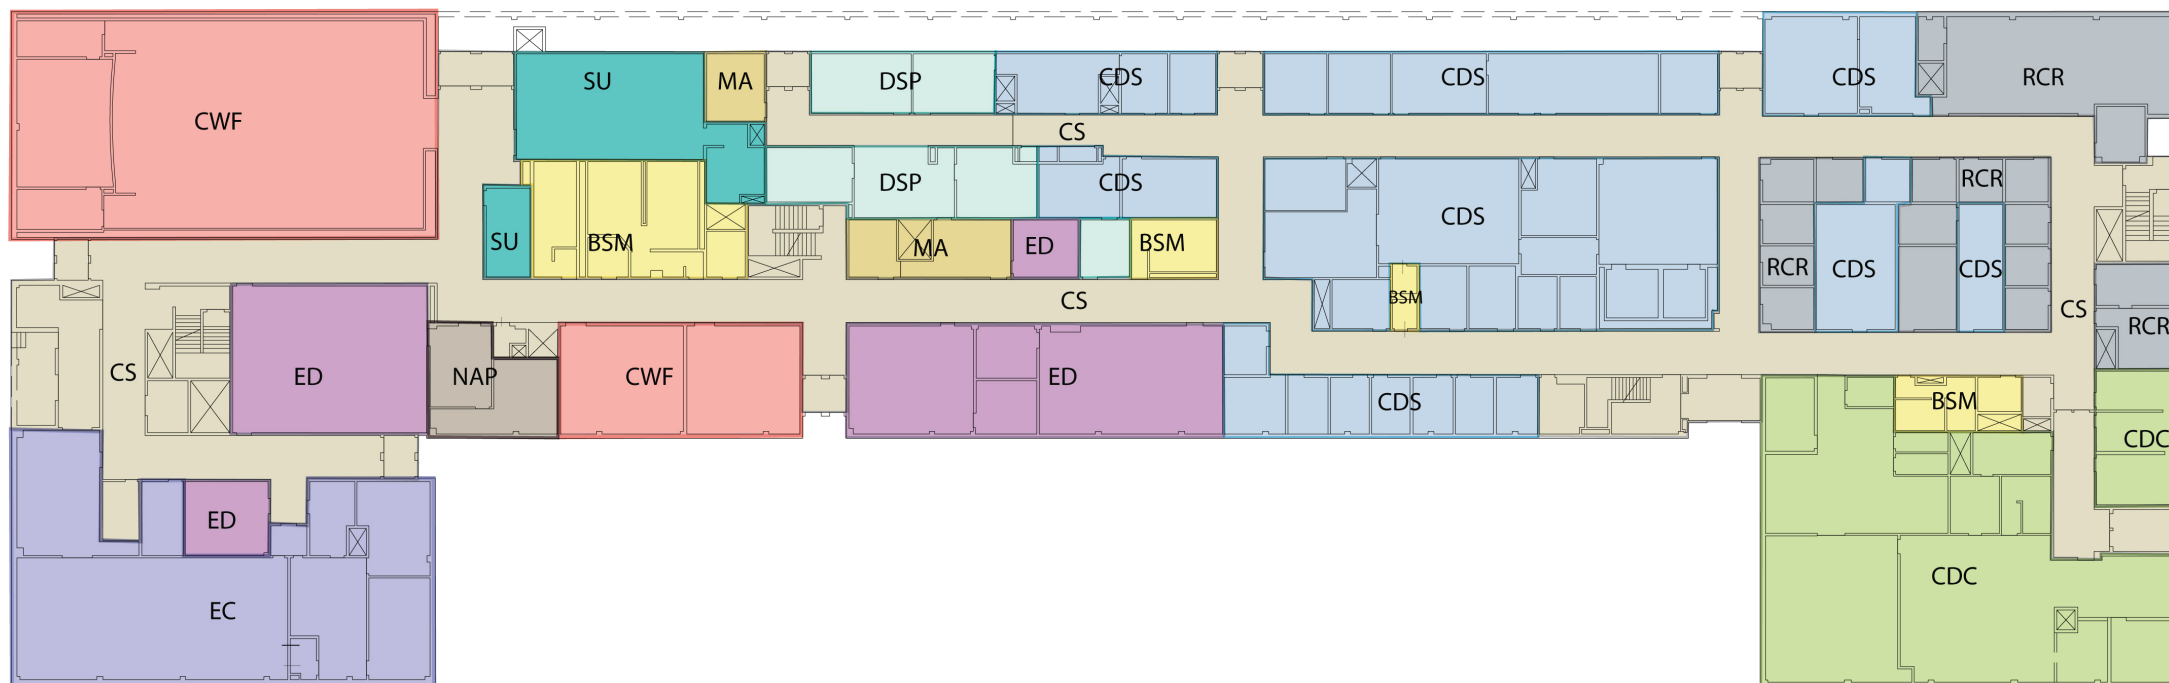 CWF
SU
MA
DSP
CDS
CDS
CDS
RCR
CS
DSP
CDS
CDS
RCR
SU
BSM
MA
ED
BSM
RCR
CDS
CDS
CS
BSM
CS
RCR
CS
ED
NAP
CWF
ED
CDS
BSM
CDC
ED
EC
CDC